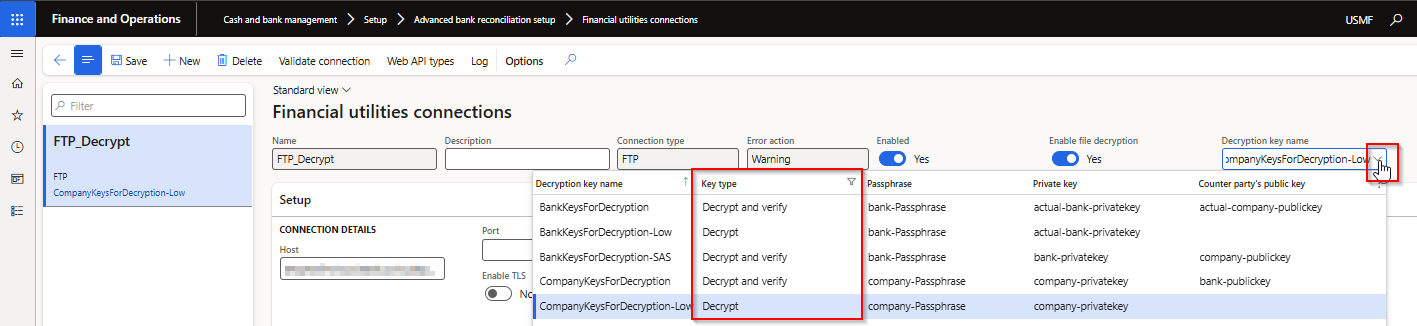 Finance and Operations Cash and bank management Setup Advanced bank reconciliation setup Financial utilities connections USMF
Save New Delete Validate connection Web API types Log Options
Filter
FTP_Decrypt
FTP
CompanyKeysForDecryption-Low
Standard view
Financial utilities connections
Name Description Connection type Error action Enabled Enable file decryption Decryption key name
FTP_Decrypt FTP Warning Yes Yes ompanyKeysForDecryption-Low
Setup
CONNECTION DETAILS
Host
Port
Enable TLS
No
Decryption key name Key type Passphrase Private key Counter party's public key
BankKeysForDecryption Decrypt and verify bank-Passphrase actual-bank-privatekey actual-company-publickey
BankKeysForDecryption-Low Decrypt bank-Passphrase actual-bank-privatekey
BankKeysForDecryption-SAS Decrypt and verify bank-Passphrase bank-privatekey company-publickey
CompanyKeysForDecryption Decrypt and verify company-Passphrase company-privatekey bank-publickey
CompanyKeysForDecryption-Low Decrypt company-Passphrase company-privatekey